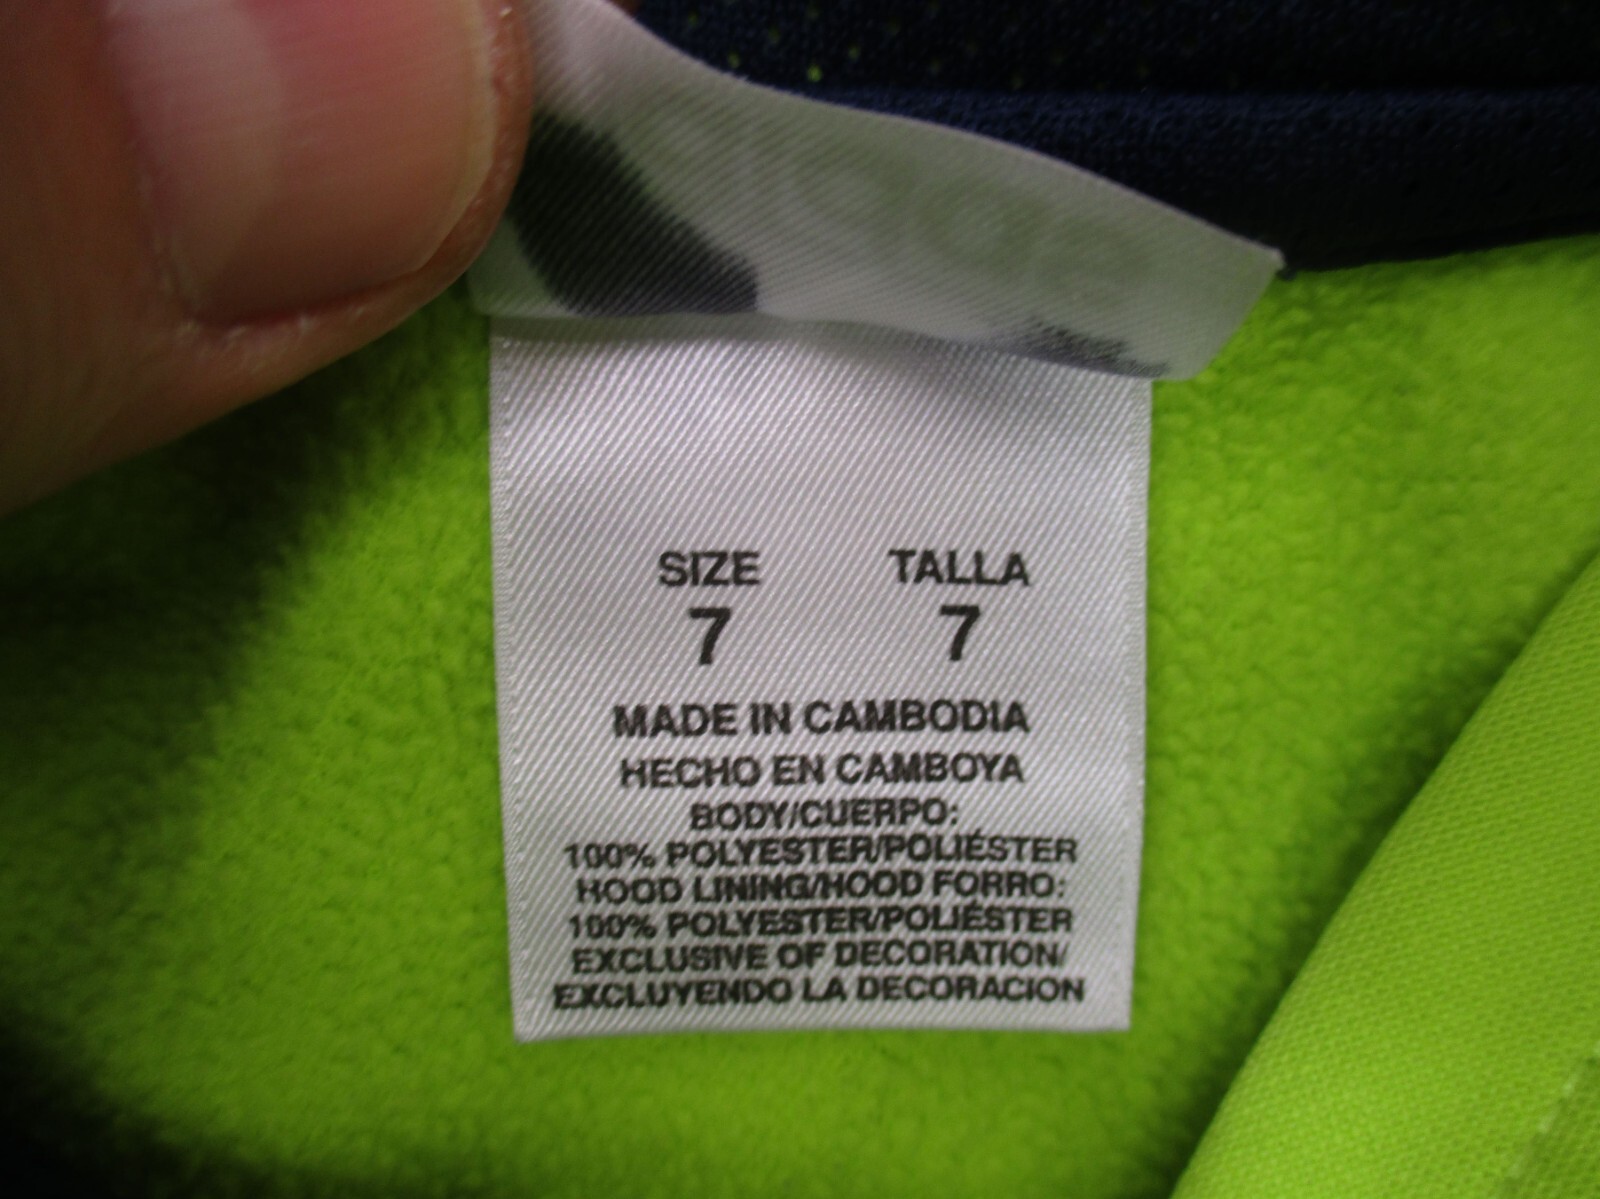 SIZE TALLA
7 7
MADE IN CAMBODIA
HECHO EN CAMBOYA
BODY/CUERPO:
100% POLYESTER/POLIÉSTER
HOOD LINING/HOOD FORRO:
100% POLYESTER/POLIÉSTER
EXCLUSIVE OF DECORATION/
EXCLUYENDO LA DECORACION